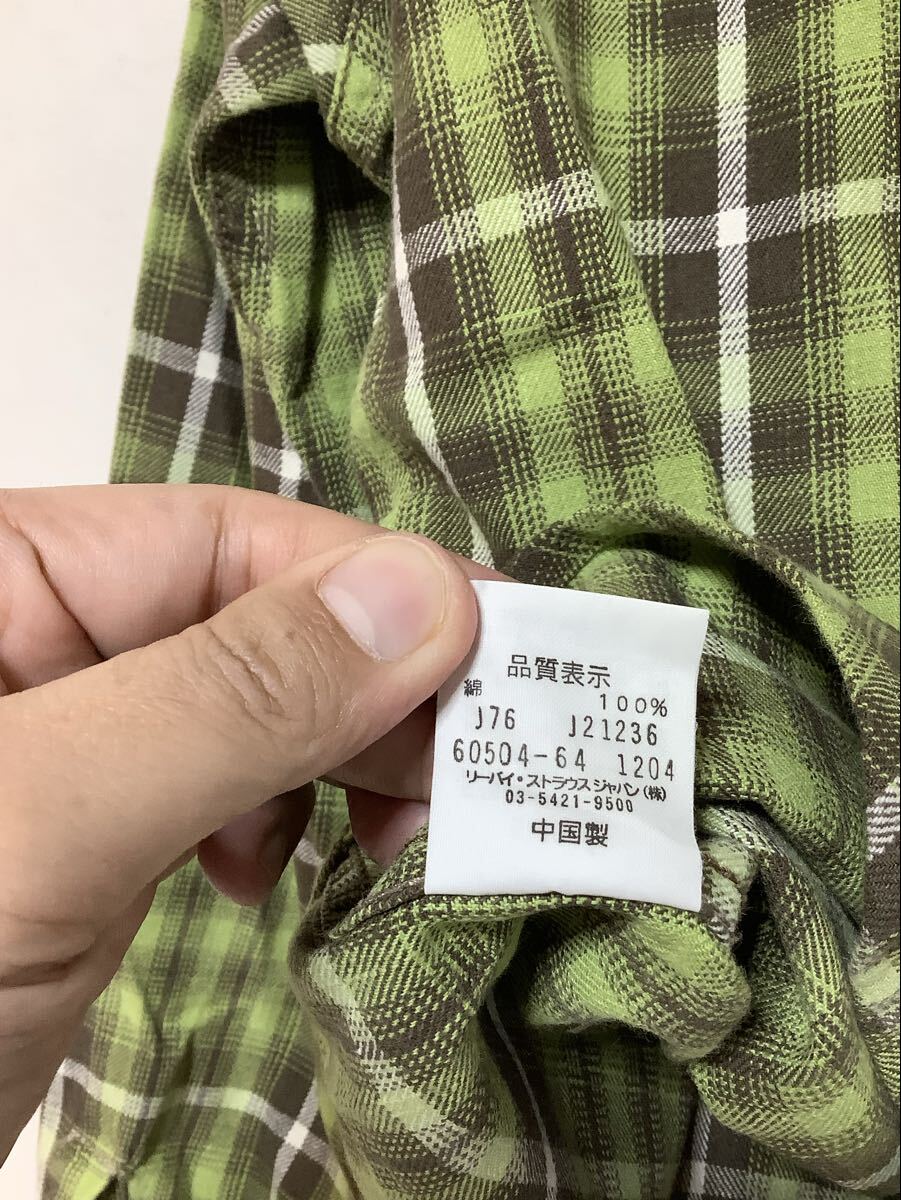 品質表示
綿 100%
J76 J21236
60504-64 1204
リーバイ・ストラウス ジャパン(株)
03-5421-9500
中国製